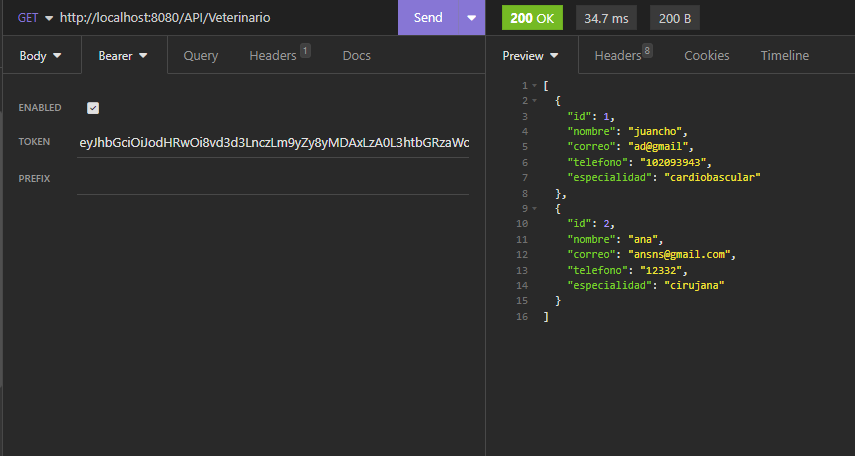 GET http://localhost:8080/API/Veterinario Send 200 OK 34.7 ms 200 B
Body Bearer Query Headers 1 Docs
ENABLED
TOKEN eyJhbGciOiJodHRwOi8vd3d3LnczLm9yZy8yMDAxLzA0L3htbGRzaWc
PREFIX
Preview Headers 8 Cookies Timeline
1 [
2 {
3 "id": 1,
4 "nombre": "juancho",
5 "correo": "ad@gmail",
6 "telefono": "102093943",
7 "especialidad": "cardiobascular"
8 },
9 {
10 "id": 2,
11 "nombre": "ana",
12 "correo": "ansns@gmail.com",
13 "telefono": "12332",
14 "especialidad": "cirujana"
15 }
16 ]